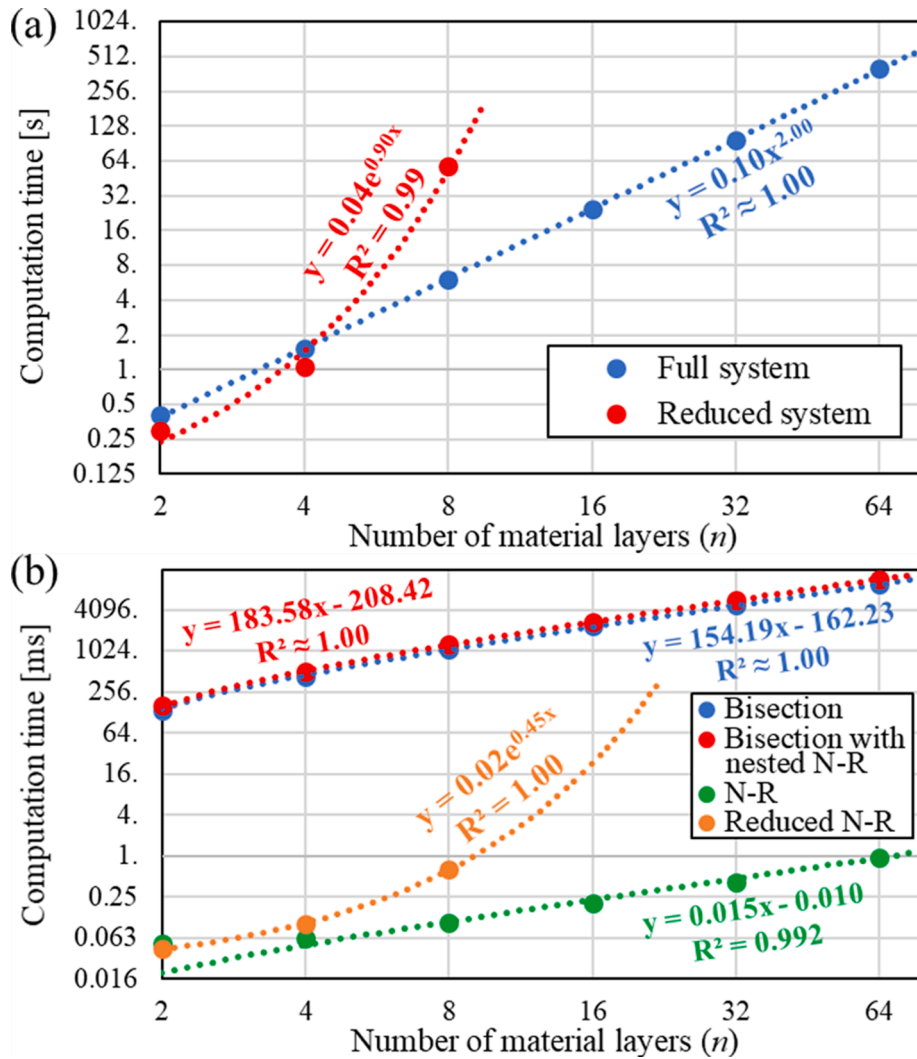 (a)
1024.
512.
256.
128.
64.
32.
16.
8.
4.
2.
1.
0.5
0.25
0.125
Computation time [s]
y = 0.04e^0.90x
R² = 0.99
y = 0.10x^2.00
R² ≈ 1.00
Full system
Reduced system
2 4 8 16 32 64
Number of material layers (n)
(b)
4096.
1024.
256.
64.
16.
4.
1.
0.25
0.063
0.016
Computation time [ms]
y = 183.58x - 208.42
R² ≈ 1.00
y = 154.19x - 162.23
R² ≈ 1.00
y = 0.02e^0.45x
R² = 1.00
Bisection
Bisection with
nested N-R
N-R
Reduced N-R
y = 0.015x - 0.010
R² = 0.992
2 4 8 16 32 64
Number of material layers (n)